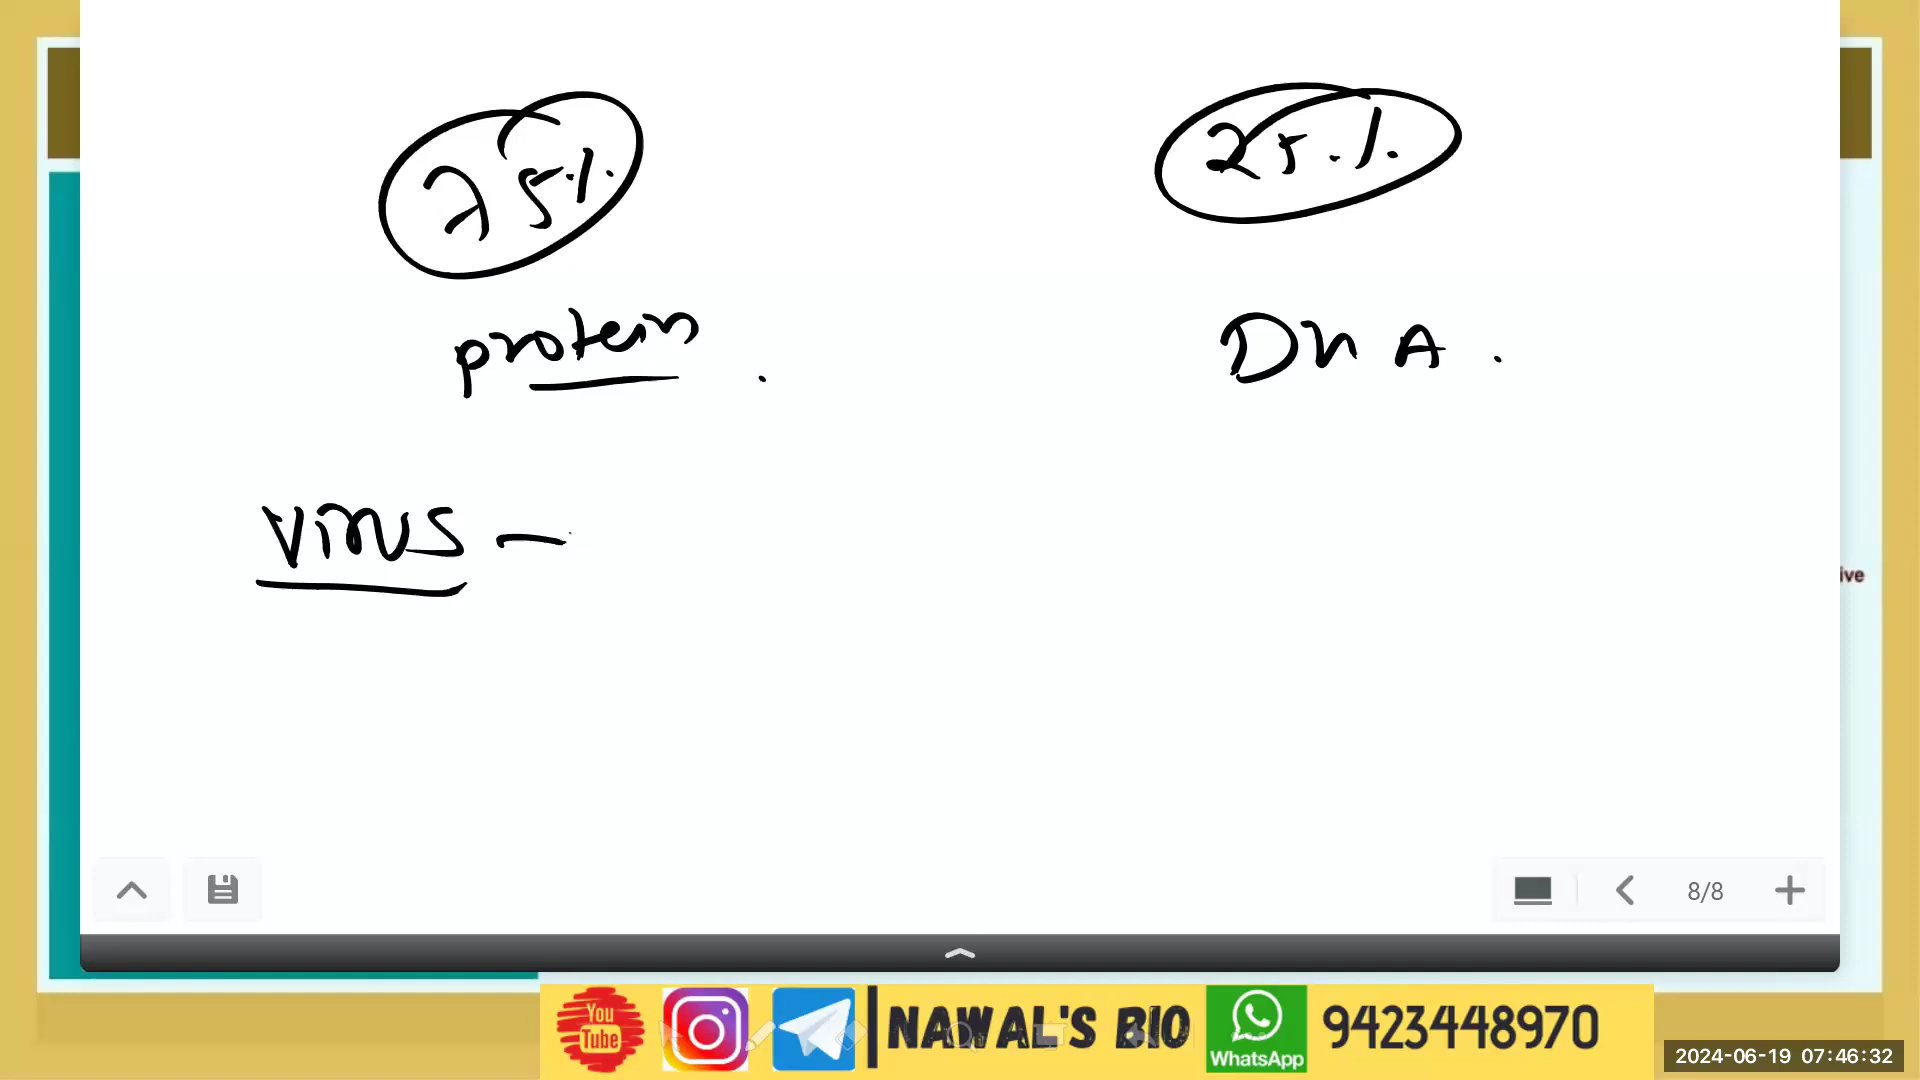 75% 25%
protein. DNA.
virus —
ive
8/8
You Tube NAWAL'S BIO WhatsApp 9423448970
2024-06-19 07:46:32